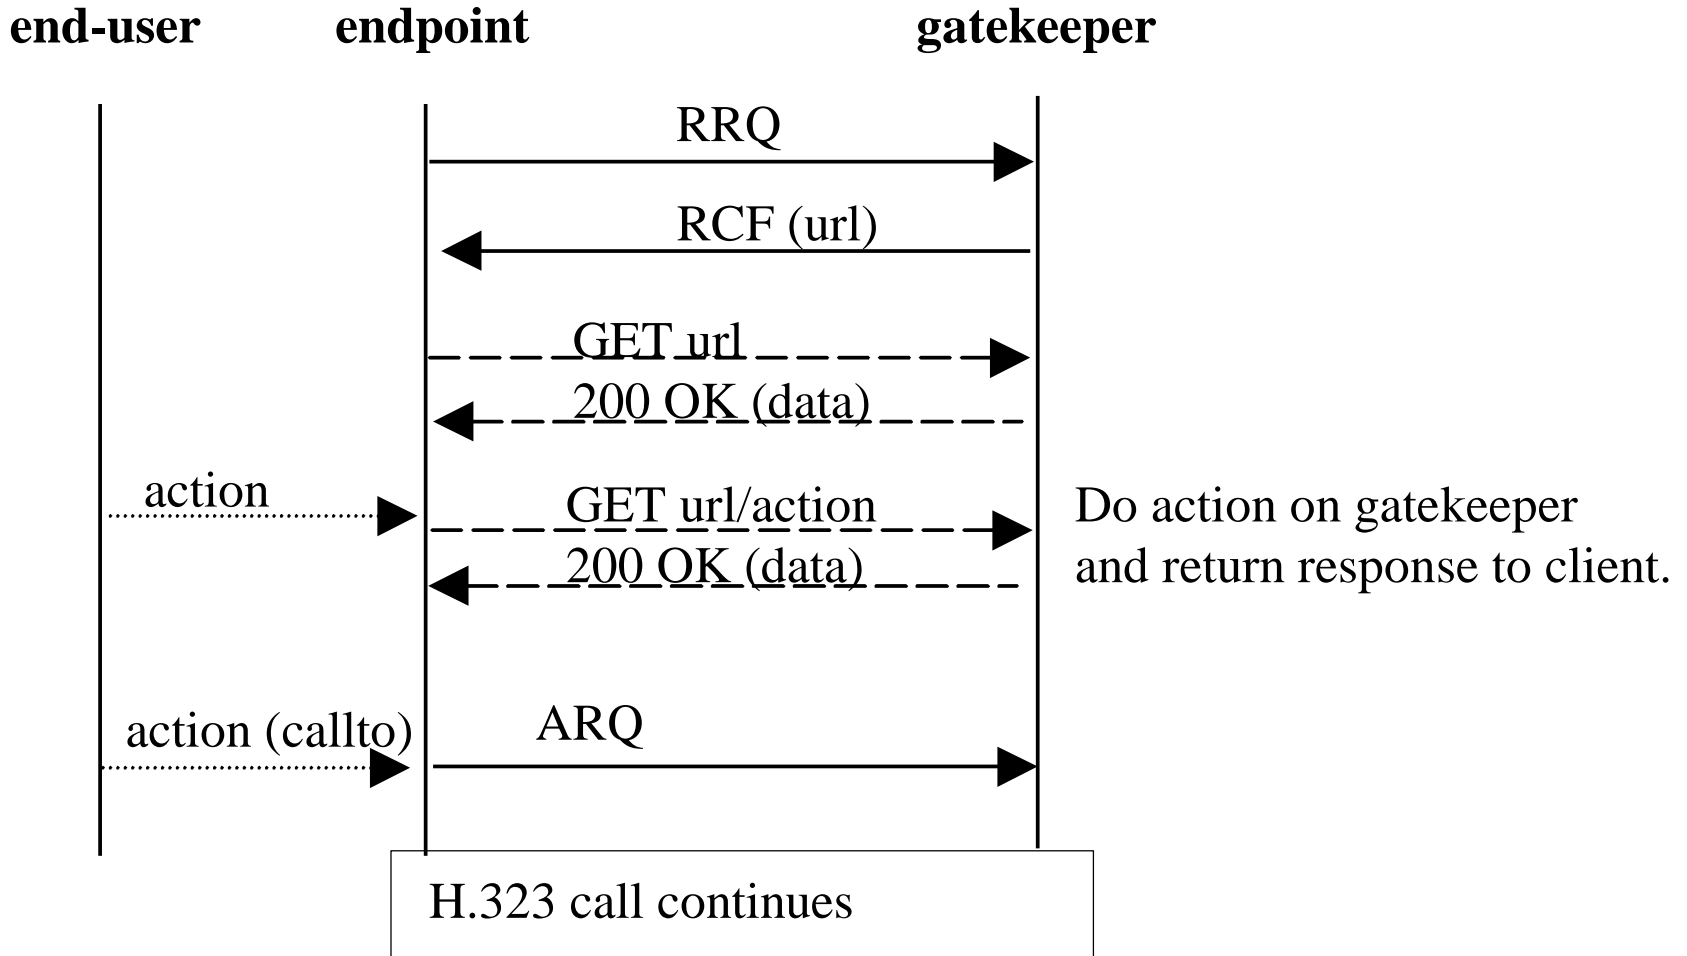 end-user endpoint gatekeeper
RRQ
RCF (url)
GET url
200 OK (data)
action
GET url/action
200 OK (data)
Do action on gatekeeper
and return response to client.
action (callto)
ARQ
H.323 call continues